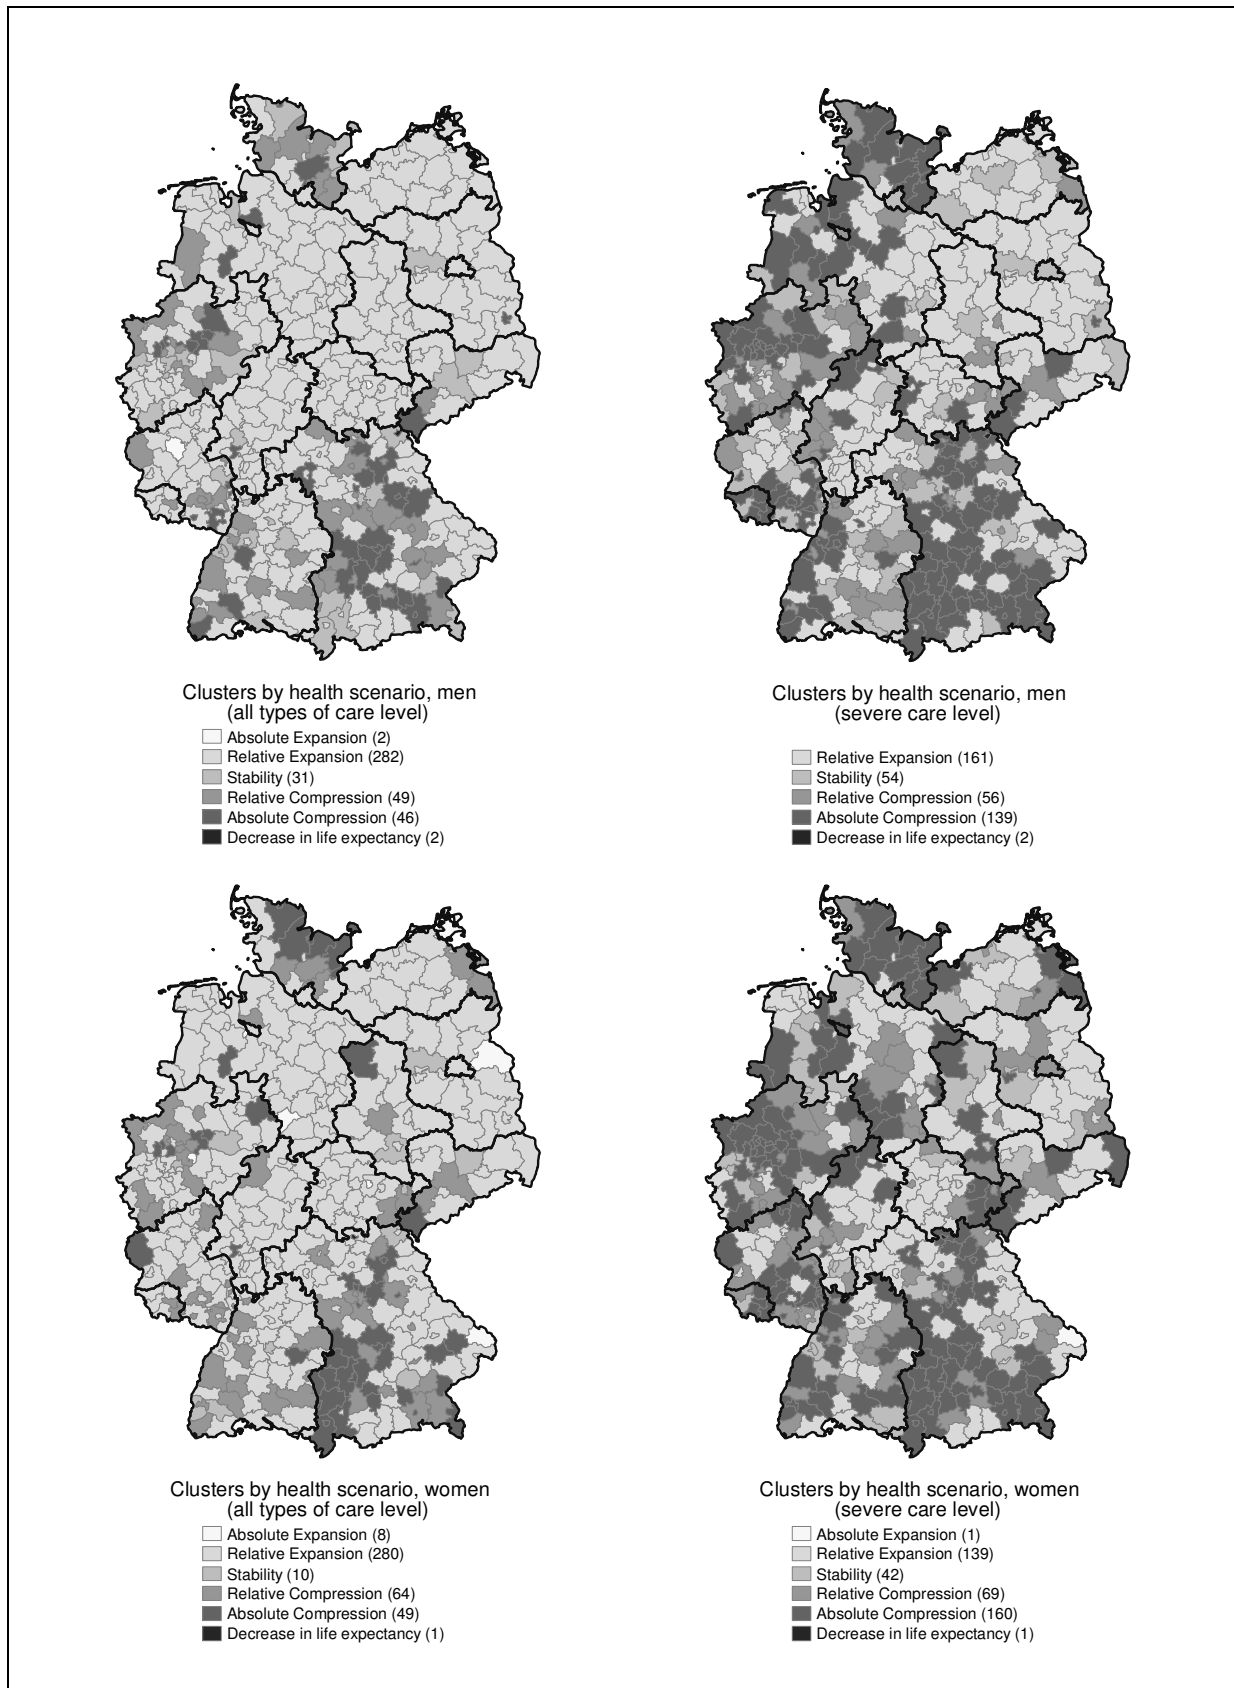 Clusters by health scenario, men
(all types of care level)
Absolute Expansion (2)
Relative Expansion (282)
Stability (31)
Relative Compression (49)
Absolute Compression (46)
Decrease in life expectancy (2)
Clusters by health scenario, men
(severe care level)
Relative Expansion (161)
Stability (54)
Relative Compression (56)
Absolute Compression (139)
Decrease in life expectancy (2)
Clusters by health scenario, women
(all types of care level)
Absolute Expansion (8)
Relative Expansion (280)
Stability (10)
Relative Compression (64)
Absolute Compression (49)
Decrease in life expectancy (1)
Clusters by health scenario, women
(severe care level)
Absolute Expansion (1)
Relative Expansion (139)
Stability (42)
Relative Compression (69)
Absolute Compression (160)
Decrease in life expectancy (1)